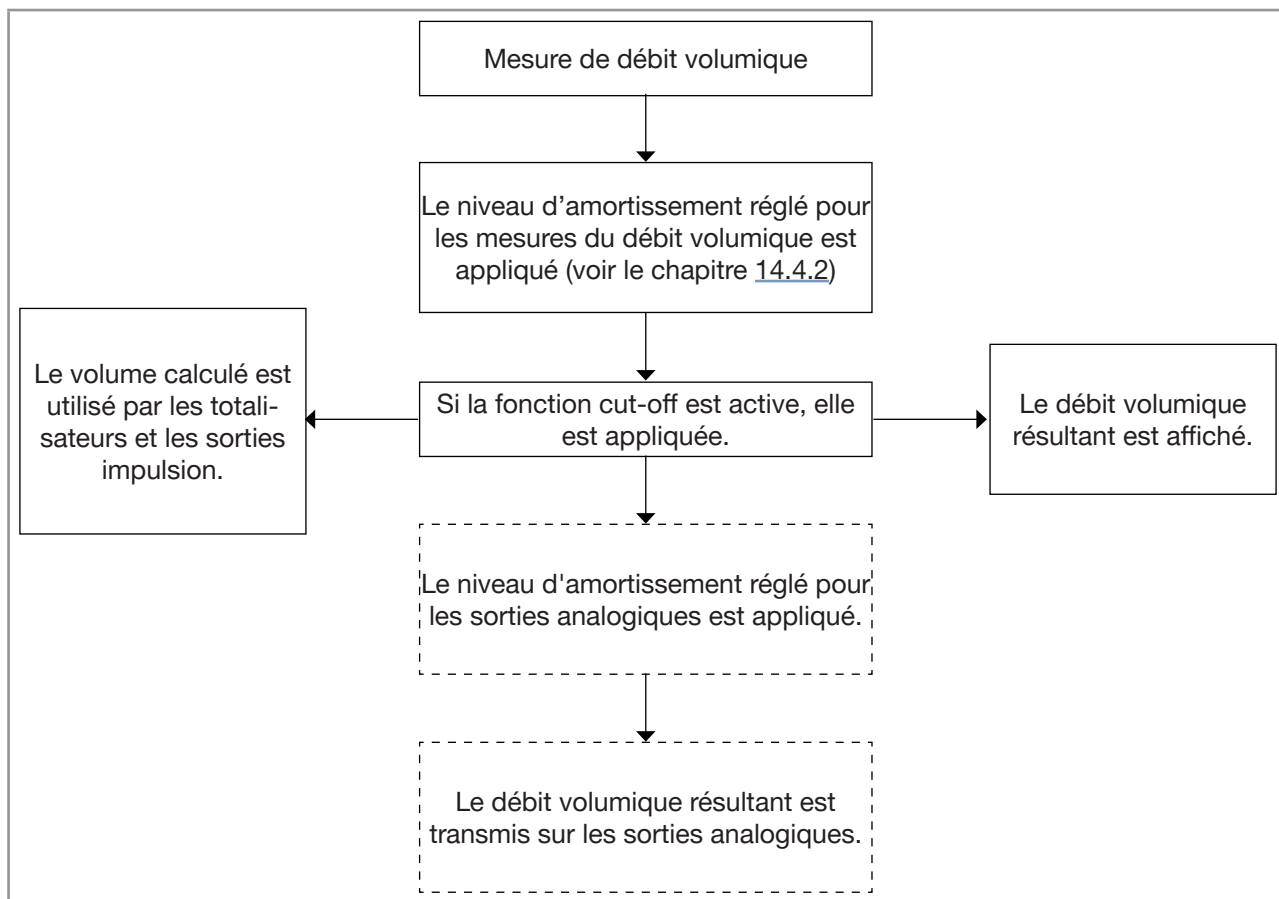 Mesure de débit volumique
Le niveau d’amortissement réglé pour
les mesures du débit volumique est
appliqué (voir le chapitre 14.4.2)
Le volume calculé est
utilisé par les totali-
sateurs et les sorties
impulsion.
Si la fonction cut-off est active, elle
est appliquée.
Le débit volumique
résultant est affiché.
Le niveau d'amortissement réglé pour
les sorties analogiques est appliqué.
Le débit volumique résultant est
transmis sur les sorties analogiques.